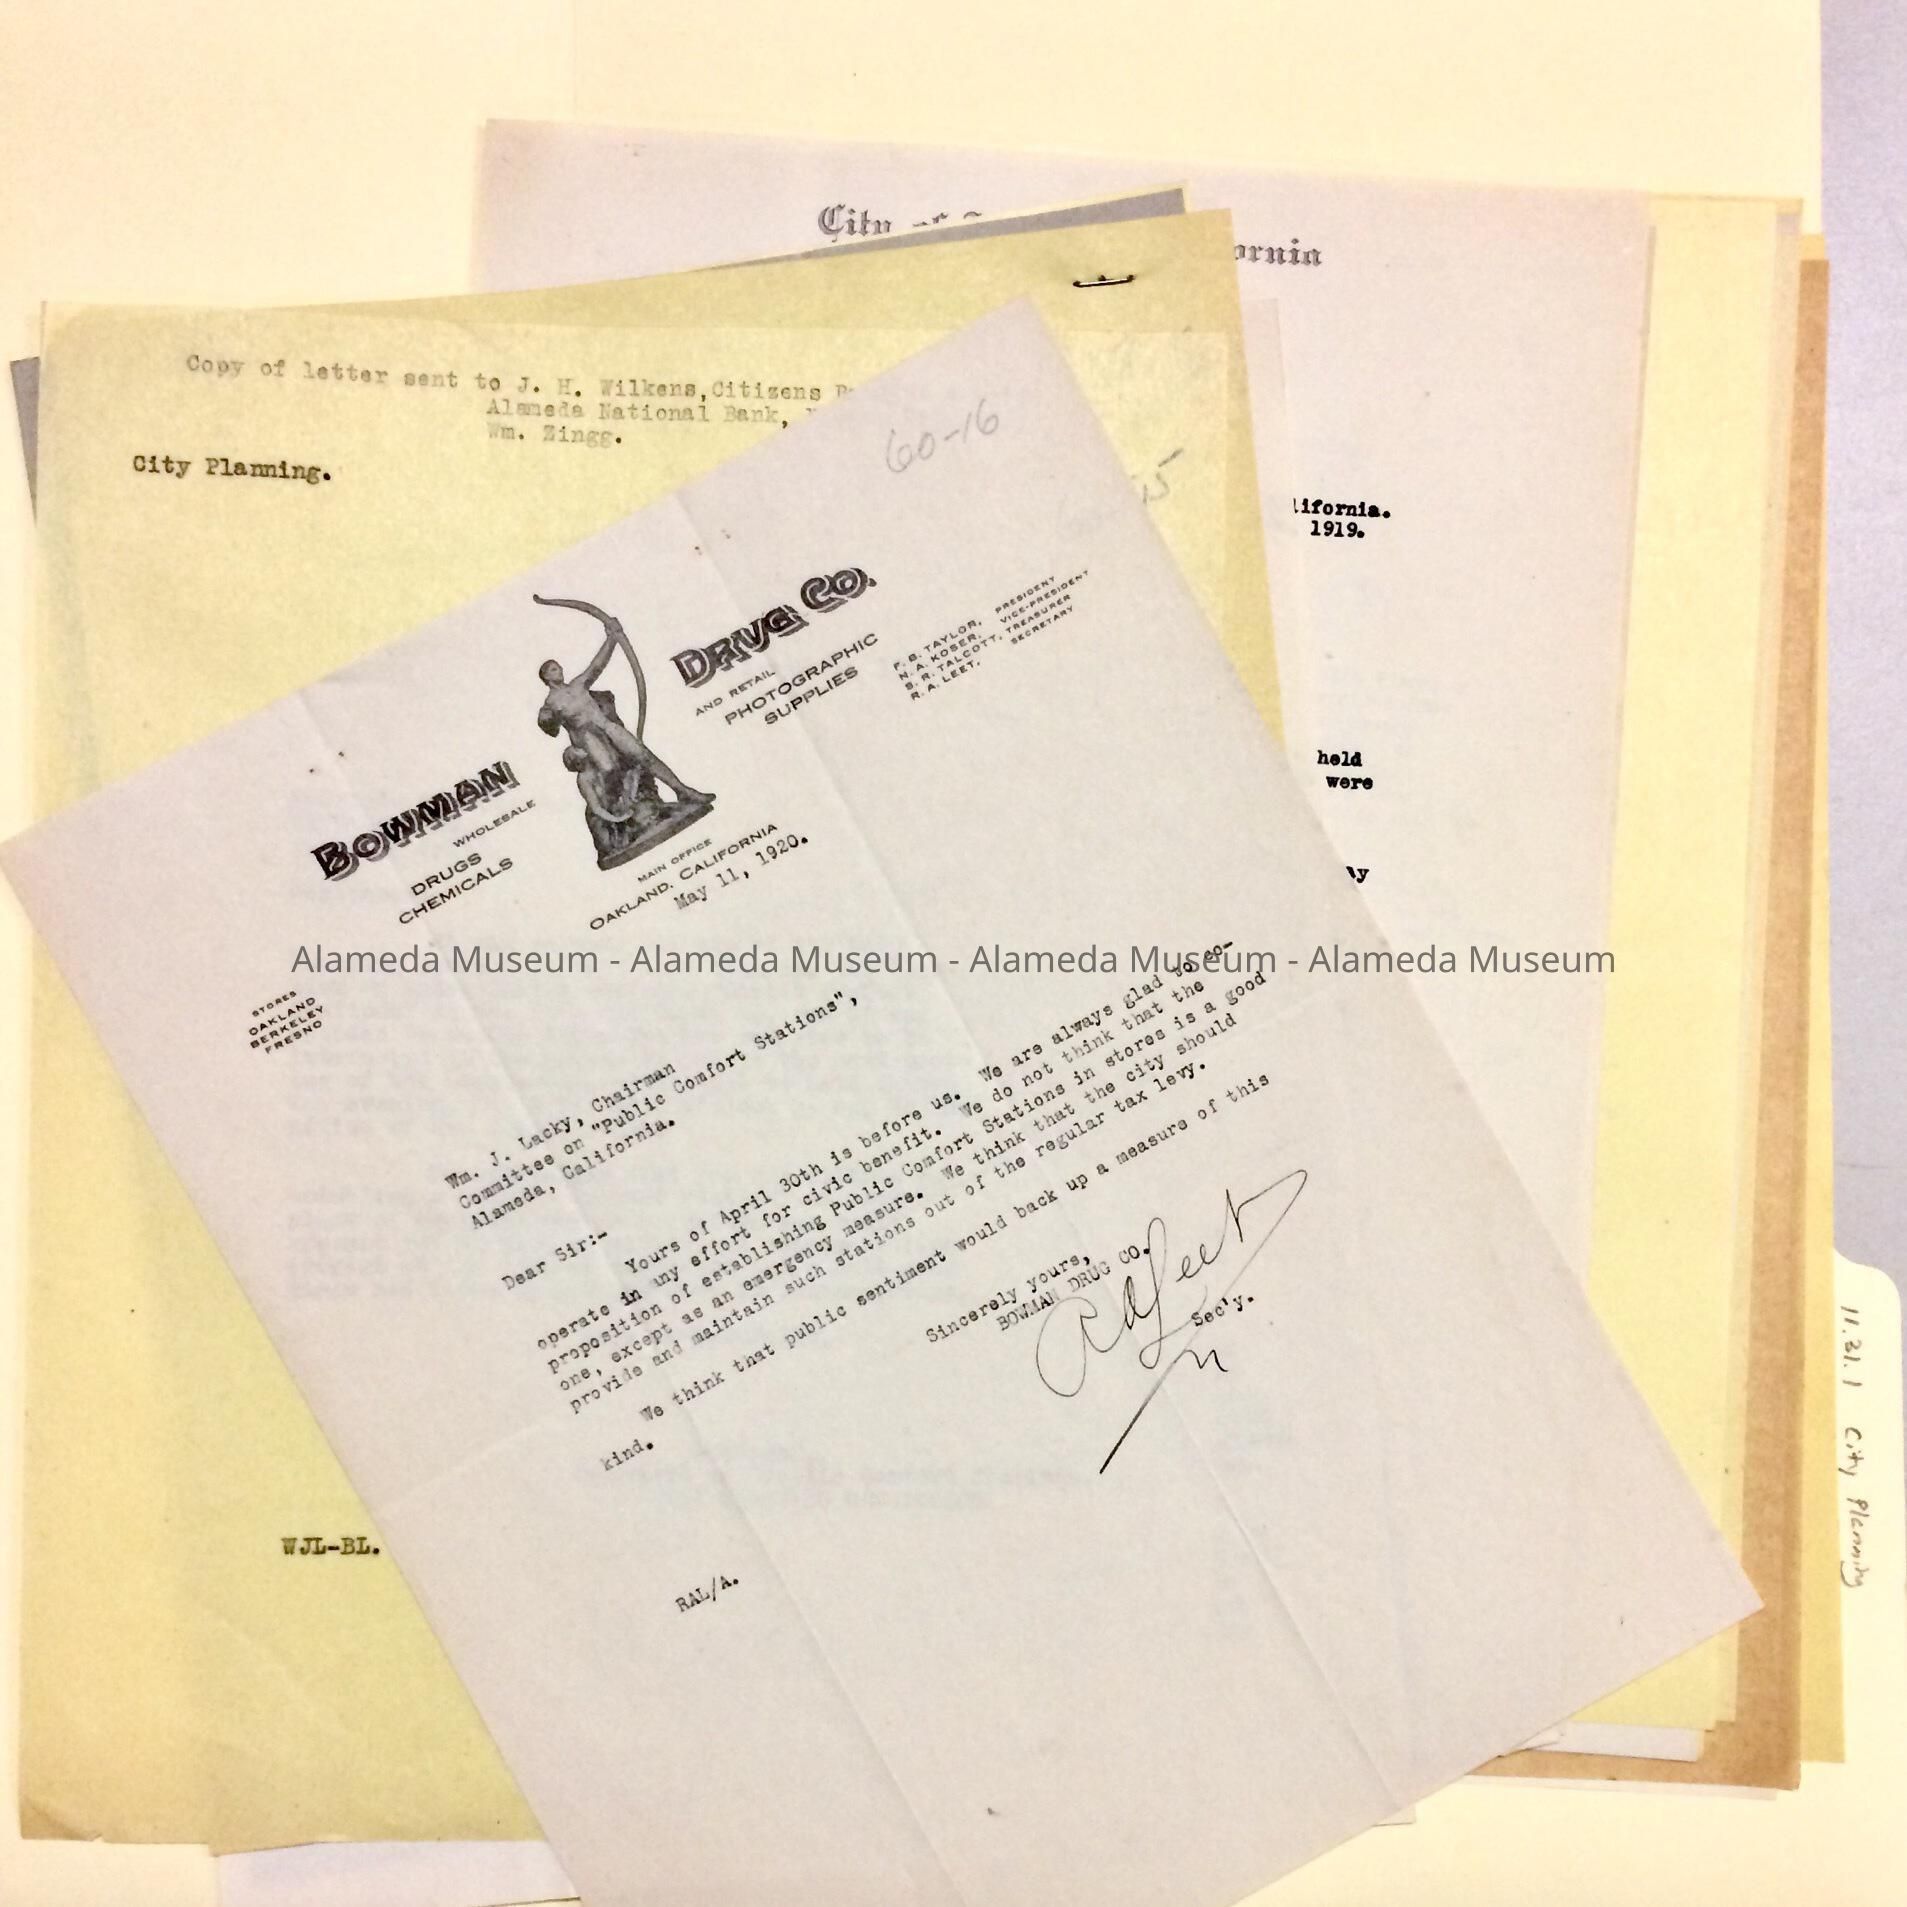 City of
ornia
Copy of letter sent to J. H. Wilkens,Citizens
Alameda National Bank,
Wm. Zingg.
City Planning.
60-16
lifornia.
1919.
held
were
BOWMAN
DRUG CO.
WHOLESALE
AND RETAIL
DRUGS
CHEMICALS
PHOTOGRAPHIC
SUPPLIES
F. B. TAYLOR, PRESIDENT
N. A. KOSER, VICE-PRESIDENT
S. R. TALCOTT, TREASURER
R. A. LEET, SECRETARY
MAIN OFFICE
OAKLAND, CALIFORNIA
May 11, 1920.
STORES
OAKLAND
BERKELEY
FRESNO
Alameda Museum - Alameda Museum - Alameda Museum - Alameda Museum
Wm. J. Lacky, Chairman
Committee on "Public Comfort Stations",
Alameda, California.
Dear Sir:-
Yours of April 30th is before us. We are always glad to co-
operate in any effort for civic benefit. We do not think that the
proposition of establishing Public Comfort Stations in stores is a good
one, except as an emergency measure. We think that the city should
provide and maintain such stations out of the regular tax levy.
We think that public sentiment would back up a measure of this
kind.
Sincerely yours,
BOWMAN DRUG CO.
RALeet
Sec'y.
RAL/A.
WJL-BL.
11.31.1 City Planning